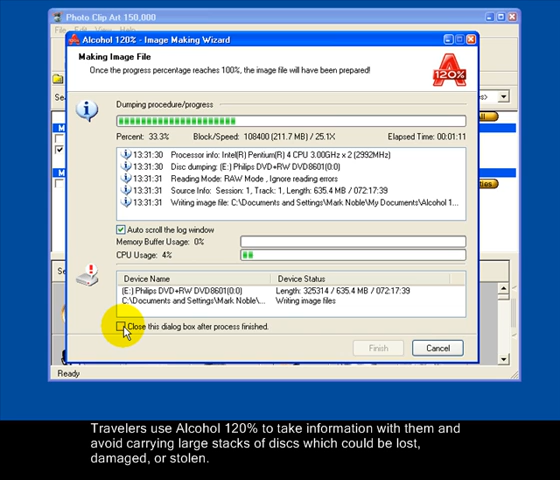 Photo Clip Art 150,000
Alcohol 120% - Image Making Wizard
Making Image File
Once the progress percentage reaches 100%, the image file will have been prepared!
120%
Dumping procedure/progress
Percent: 33.3% Block/Speed: 108400 (211.7 MB) / 25.1X Elapsed Time: 00:01:11
13:31:30 Processor info: Intel(R) Pentium(R) 4 CPU 3.00GHz x 2 (2992MHz)
13:31:30 Disc dumping: (E:) Philips DVD+RW DVD8601(0:0)
13:31:31 Reading Mode: RAW Mode , Ignore reading errors
13:31:31 Source Info: Session: 1, Track: 1, Length: 635.4 MB / 072:17:39
13:31:31 Writing image file: C:\Documents and Settings\Mark Noble\My Documents\Alcohol 1...
Auto scroll the log window
Memory Buffer Usage: 0%
CPU Usage: 4%
Device Name Device Status
(E:) Philips DVD+RW DVD8601(0:0) Length: 325314 / 635.4 MB / 072:17:39
C:\Documents and Settings\Mark Noble\... Writing image files
Close this dialog box after process finished.
Finish Cancel
Ready
Travelers use Alcohol 120% to take information with them and
avoid carrying large stacks of discs which could be lost,
damaged, or stolen.